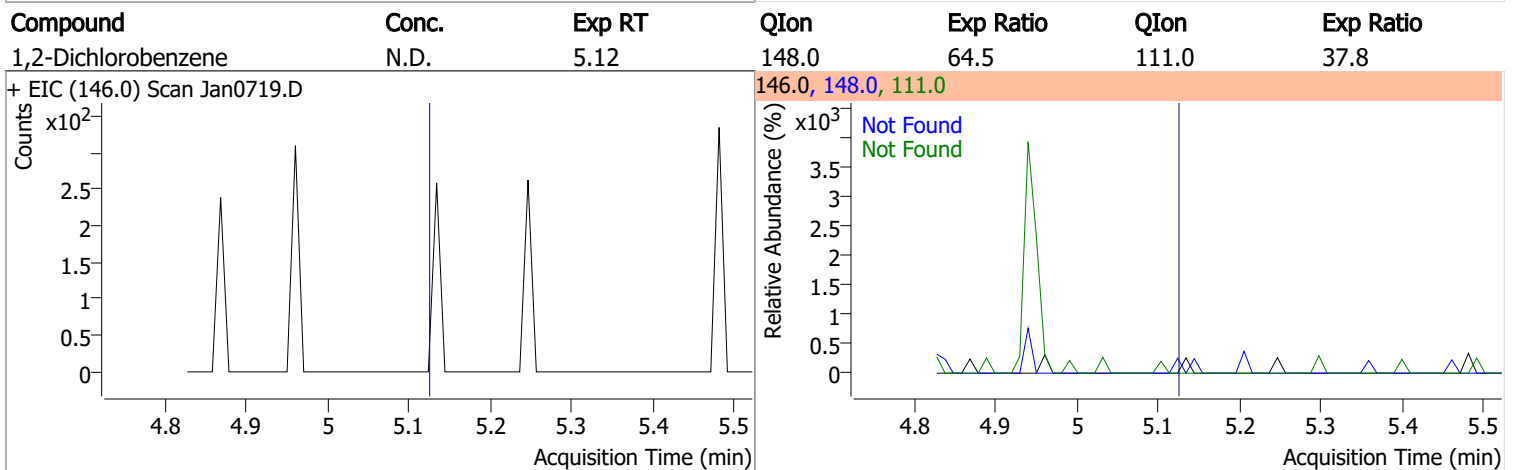 Compound Conc. Exp RT QIon Exp Ratio QIon Exp Ratio
1,2-Dichlorobenzene N.D. 5.12 148.0 64.5 111.0 37.8
+ EIC (146.0) Scan Jan0719.D
Counts
x10²
2.5
2
1.5
1
0.5
0
4.8 4.9 5 5.1 5.2 5.3 5.4 5.5
Acquisition Time (min)
146.0, 148.0, 111.0
Relative Abundance (%)
x10³
Not Found
Not Found
3.5
3
2.5
2
1.5
1
0.5
0
4.8 4.9 5 5.1 5.2 5.3 5.4 5.5
Acquisition Time (min)